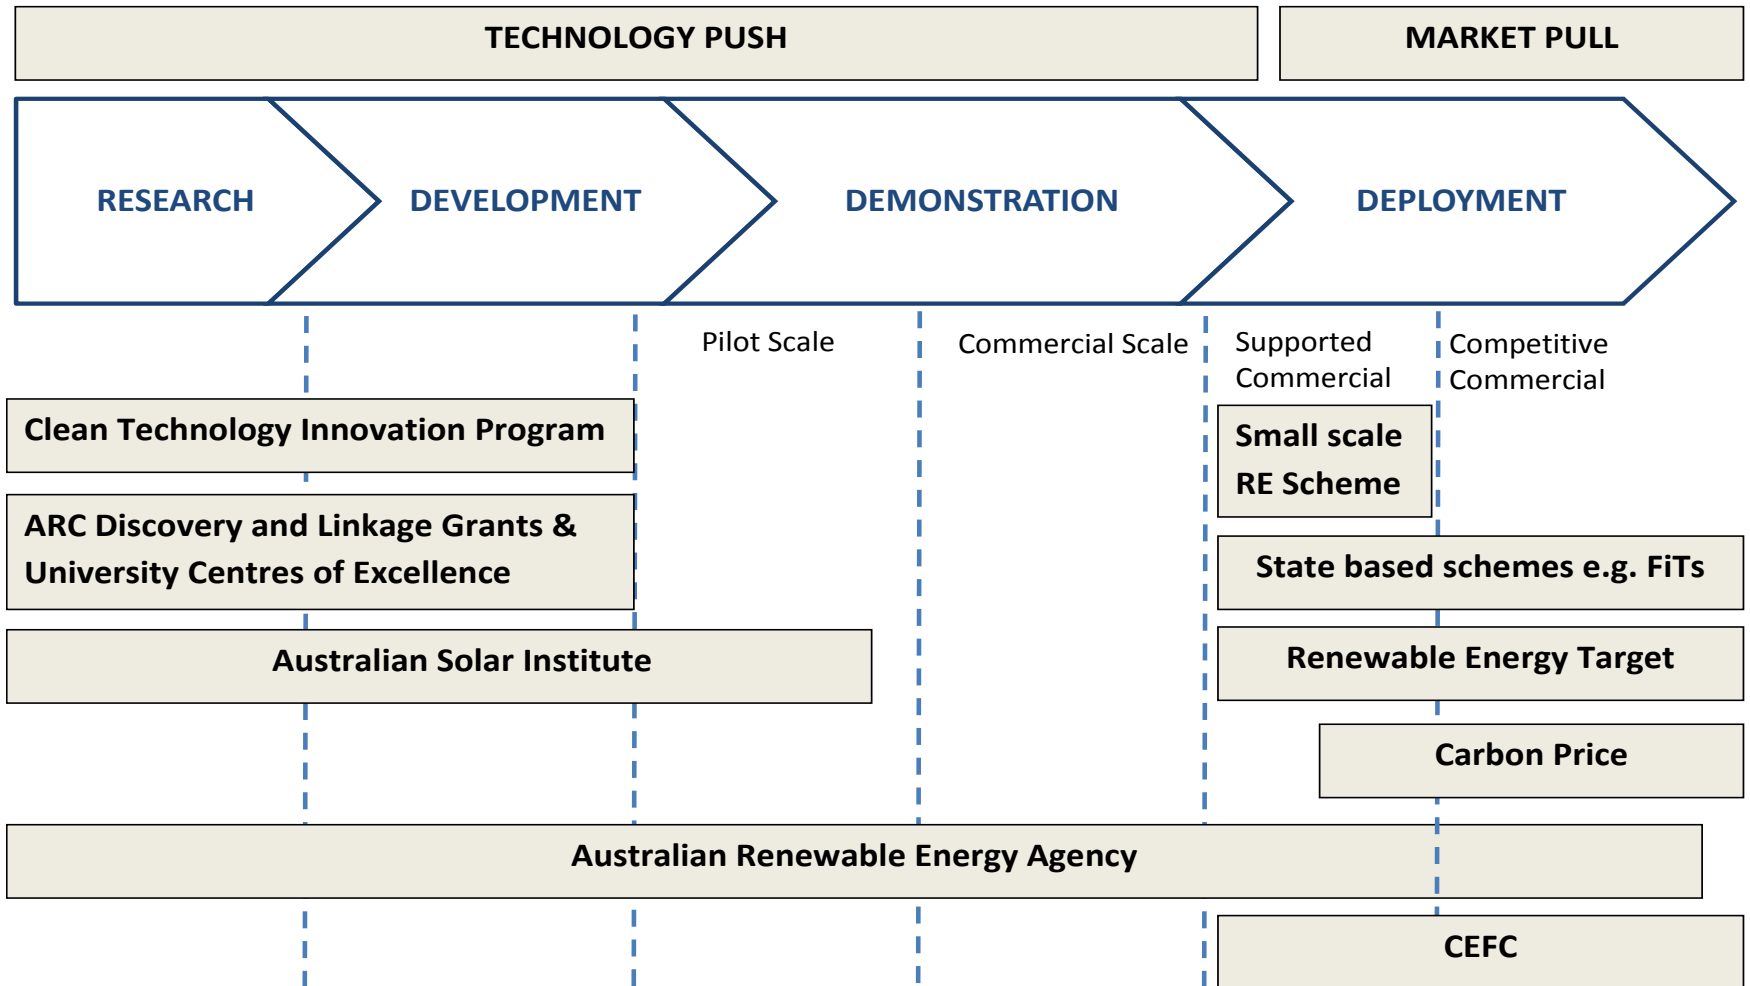 TECHNOLOGY PUSH
MARKET PULL
RESEARCH
DEVELOPMENT
DEMONSTRATION
DEPLOYMENT
Pilot Scale
Commercial Scale
Supported
Commercial
Competitive
Commercial
Clean Technology Innovation Program
Small scale
RE Scheme
ARC Discovery and Linkage Grants &
University Centres of Excellence
State based schemes e.g. FiTs
Australian Solar Institute
Renewable Energy Target
Carbon Price
Australian Renewable Energy Agency
CEFC